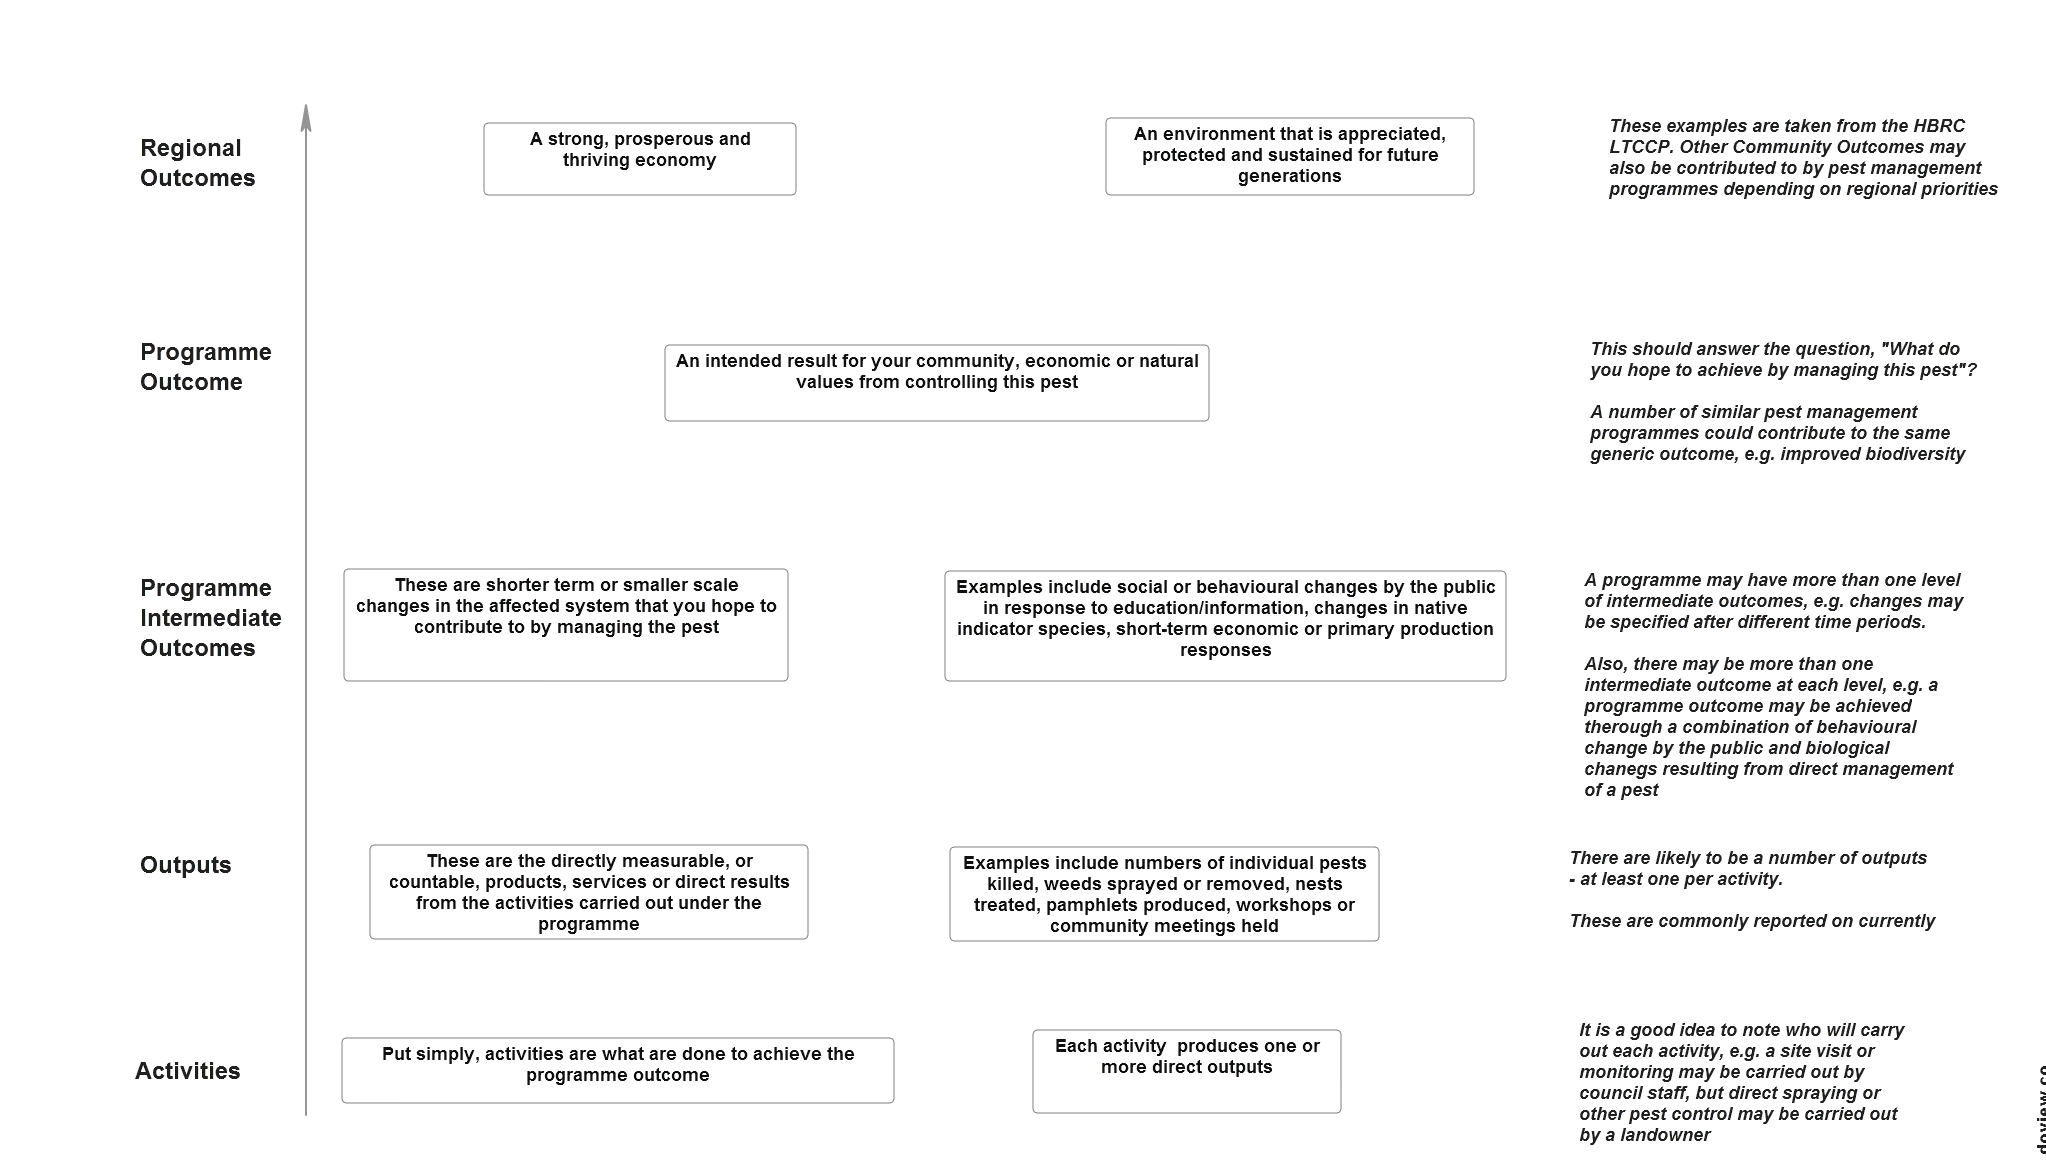 Regional
Outcomes
A strong, prosperous and
thriving economy
An environment that is appreciated,
protected and sustained for future
generations
These examples are taken from the HBRC
LTCCP. Other Community Outcomes may
also be contributed to by pest management
programmes depending on regional priorities
Programme
Outcome
An intended result for your community, economic or natural
values from controlling this pest
This should answer the question, "What do
you hope to achieve by managing this pest"?
A number of similar pest management
programmes could contribute to the same
generic outcome, e.g. improved biodiversity
Programme
Intermediate
Outcomes
These are shorter term or smaller scale
changes in the affected system that you hope to
contribute to by managing the pest
Examples include social or behavioural changes by the public
in response to education/information, changes in native
indicator species, short-term economic or primary production
responses
A programme may have more than one level
of intermediate outcomes, e.g. changes may
be specified after different time periods.
Also, there may be more than one
intermediate outcome at each level, e.g. a
programme outcome may be achieved
therough a combination of behavioural
change by the public and biological
chanegs resulting from direct management
of a pest
Outputs
These are the directly measurable, or
countable, products, services or direct results
from the activities carried out under the
programme
Examples include numbers of individual pests
killed, weeds sprayed or removed, nests
treated, pamphlets produced, workshops or
community meetings held
There are likely to be a number of outputs
- at least one per activity.
These are commonly reported on currently
Activities
Put simply, activities are what are done to achieve the
programme outcome
Each activity  produces one or
more direct outputs
It is a good idea to note who will carry
out each activity, e.g. a site visit or
monitoring may be carried out by
council staff, but direct spraying or
other pest control may be carried out
by a landowner
doview.co